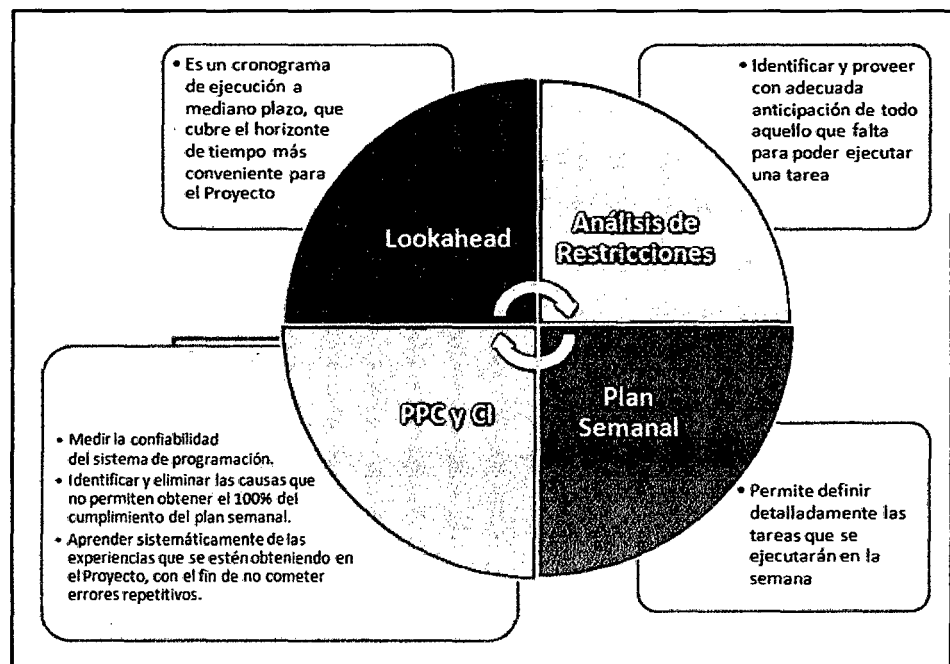 • Es un cronograma
de ejecución a
mediano plazo, que
cubre el horizonte
de tiempo más
conveniente para
el Proyecto
• Identificar y proveer
con adecuada
anticipación de todo
aquello que falta
para poder ejecutar
una tarea
Lookahead
Análisis de
Restricciones
PPC y CI
Plan
Semanal
• Medir la confiabilidad
del sistema de programación.
• Identificar y eliminar las causas que
no permiten obtener el 100% del
cumplimiento del plan semanal.
• Aprender sistemáticamente de las
experiencias que se estén obteniendo en
el Proyecto, con el fin de no cometer
errores repetitivos.
• Permite definir
detalladamente las
tareas que se
ejecutarán en la
semana